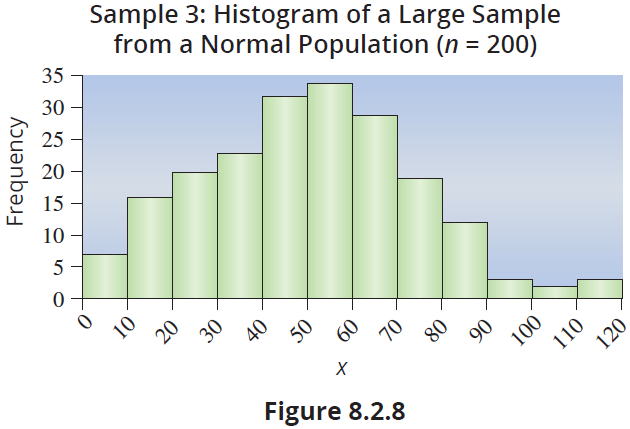 Sample 3: Histogram of a Large Sample
from a Normal Population (n = 200)
35
30
25
20
15
10
5
0
Frequency
0 10 20 30 40 50 60 70 80 90 100 110 120
X
Figure 8.2.8